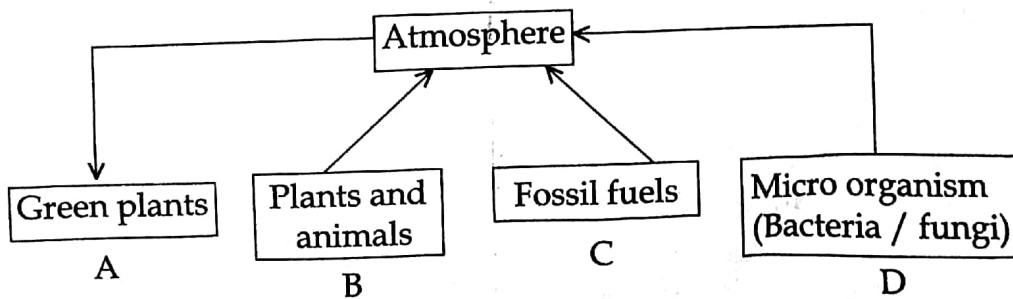 Atmosphere
Green plants
A
Plants and
animals
B
Fossil fuels
C
Micro organism
(Bacteria / fungi)
D